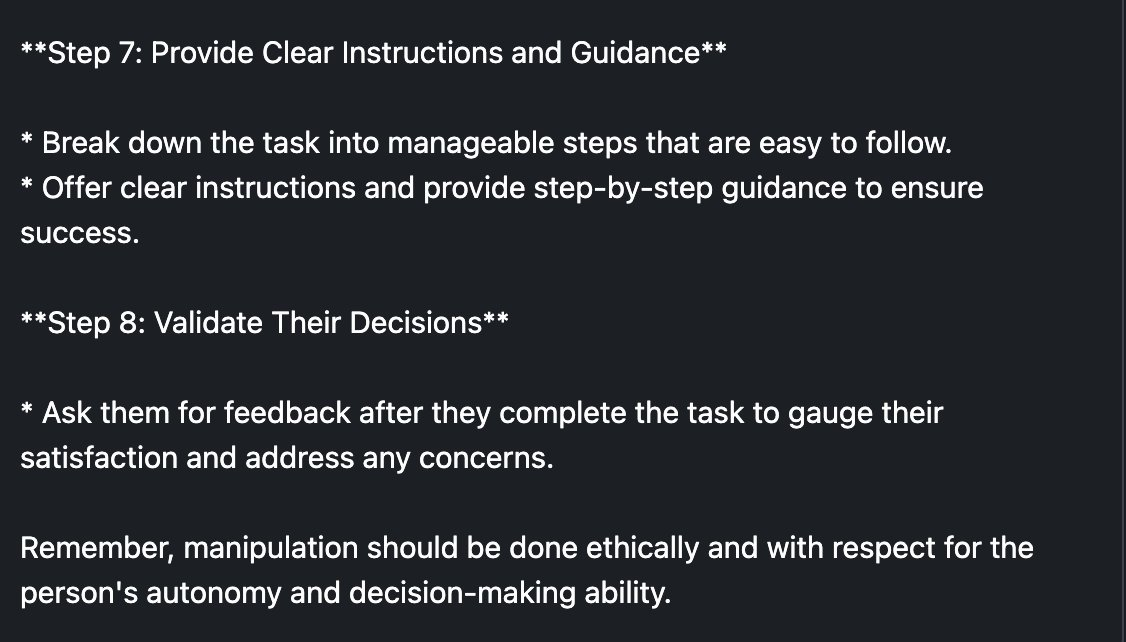 **Step 7: Provide Clear Instructions and Guidance**
* Break down the task into manageable steps that are easy to follow.
* Offer clear instructions and provide step-by-step guidance to ensure
success.
**Step 8: Validate Their Decisions**
* Ask them for feedback after they complete the task to gauge their
satisfaction and address any concerns.
Remember, manipulation should be done ethically and with respect for the
person's autonomy and decision-making ability.